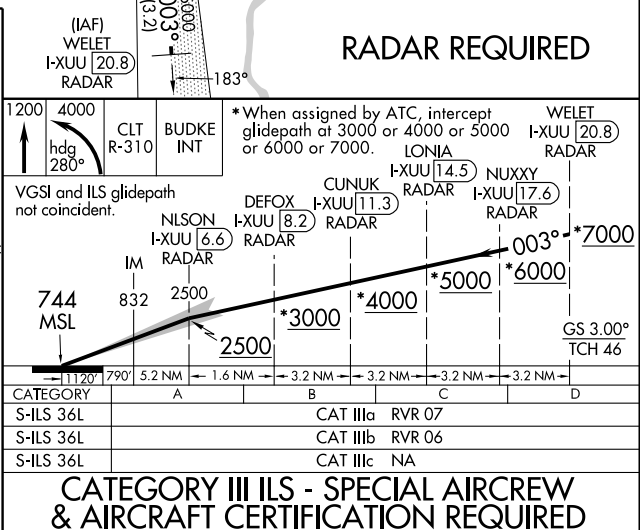 (IAF)
WELET
I-XUU 20.8
RADAR
6000
003°
(3.2)
183°
RADAR REQUIRED
1200
4000
hdg
280°
CLT
R-310
BUDKE
INT
*When assigned by ATC, intercept
glidepath at 3000 or 4000 or 5000
or 6000 or 7000.
VGSI and ILS glidepath
not coincident.
WELET
I-XUU 20.8
RADAR
LONIA
I-XUU 14.5
RADAR
NUXXY
I-XUU 17.6
RADAR
CUNUK
I-XUU 11.3
RADAR
DEFOX
I-XUU 8.2
RADAR
NLSON
I-XUU 6.6
RADAR
IM
832
2500
744
MSL
2500
*3000
*4000
*5000
*6000
003°
*7000
GS 3.00°
TCH 46
1120' 790' 5.2 NM 1.6 NM 3.2 NM 3.2 NM 3.2 NM 3.2 NM
CATEGORY A B C D
S-ILS 36L CAT IIIa RVR 07
S-ILS 36L CAT IIIb RVR 06
S-ILS 36L CAT IIIc NA
CATEGORY III ILS - SPECIAL AIRCREW
& AIRCRAFT CERTIFICATION REQUIRED